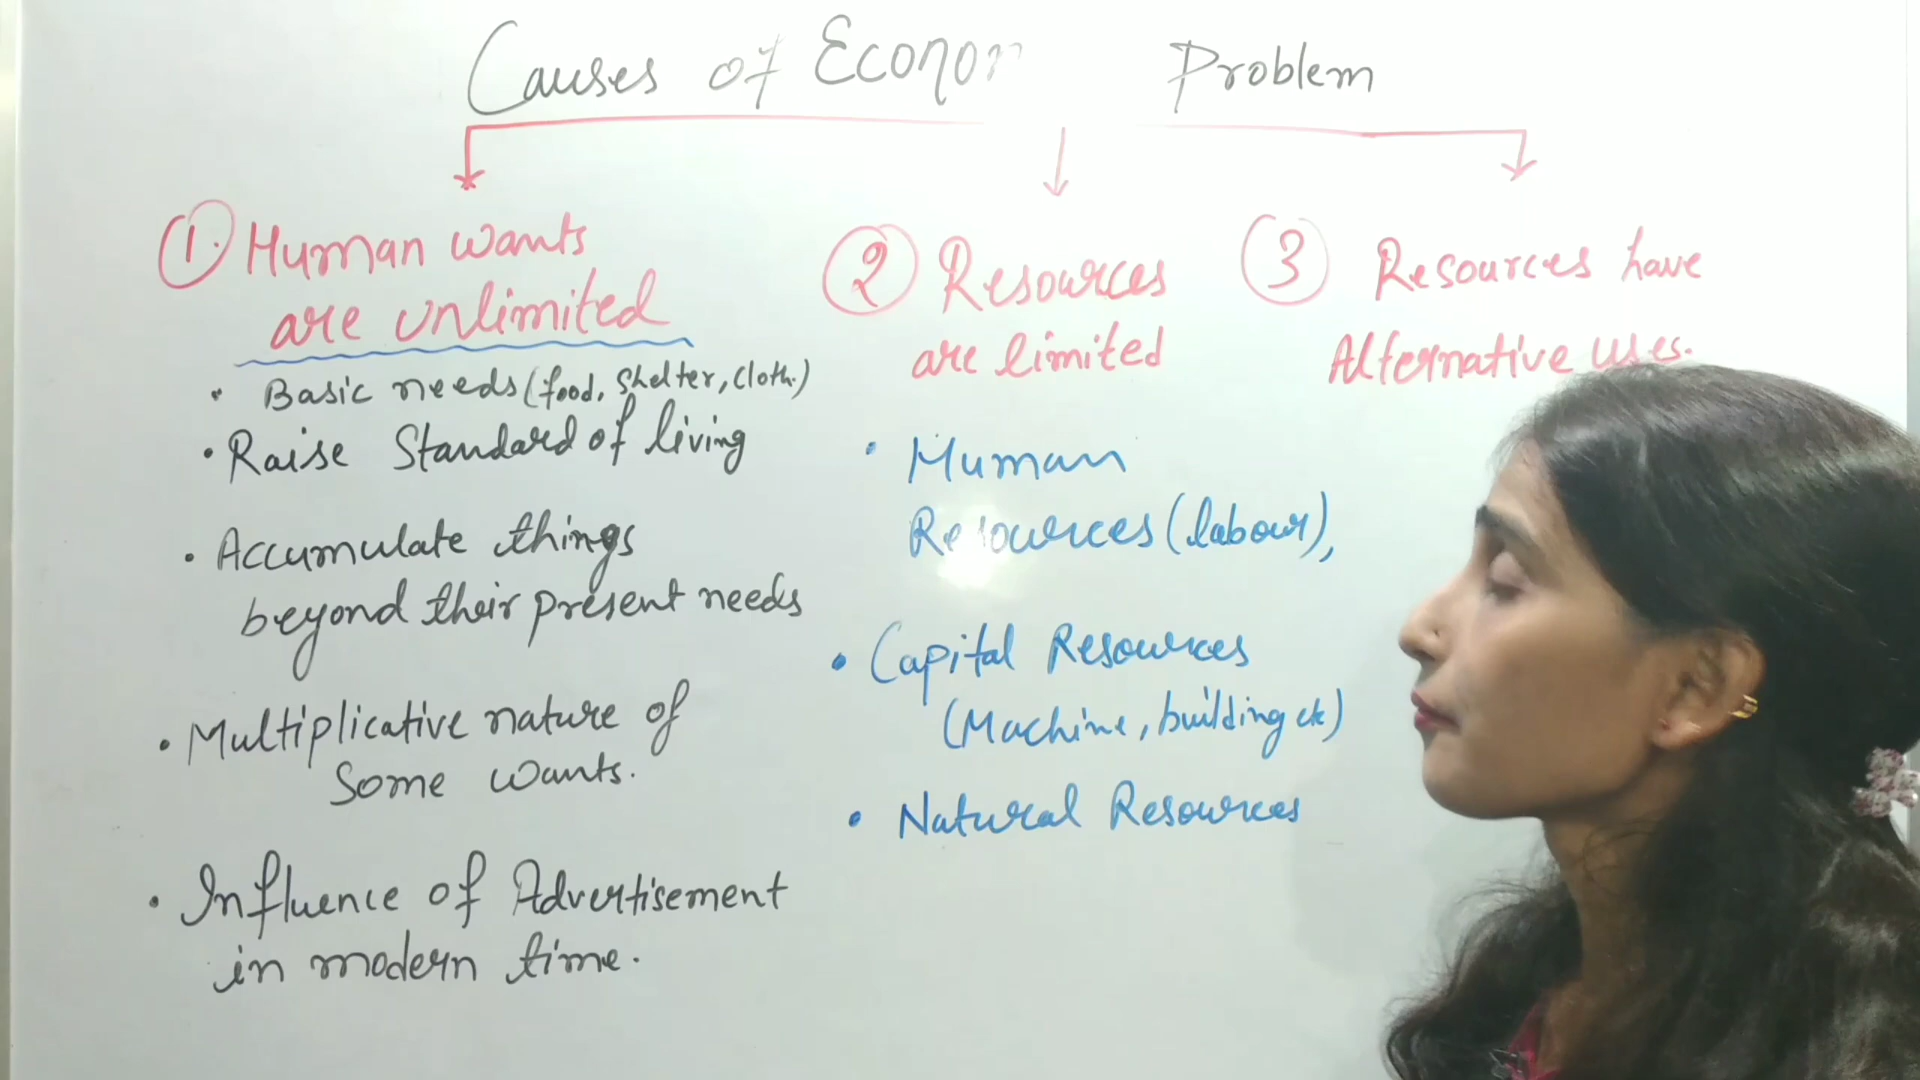 Causes of Econom Problem
1. Human wants
are unlimited
• Basic needs (food, Shelter, cloth.)
• Raise Standard of living
• Accumulate things
beyond their present needs
• Multiplicative nature of
Some wants.
• Influence of Advertisement
in modern time.
2 Resources
are limited
• Human
Resources (labour),
• Capital Resources
(Machine, building etc)
• Natural Resources
3 Resources have
Alternative uses.